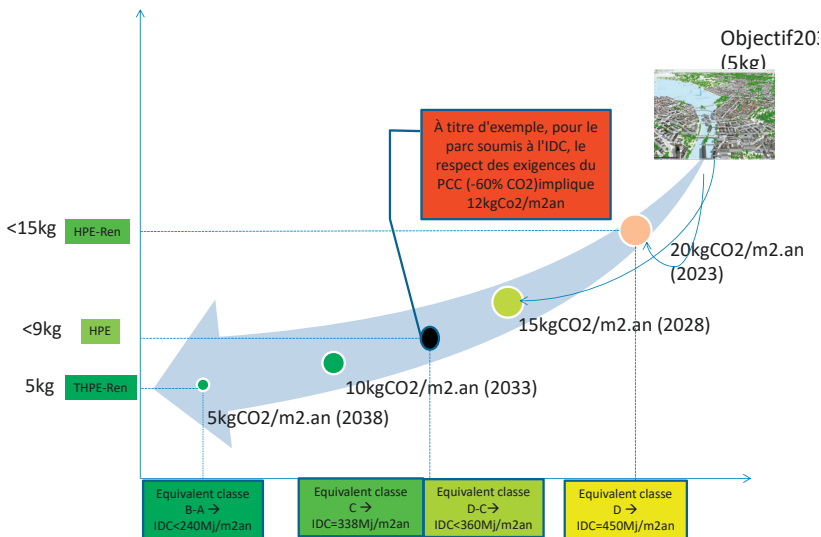 Objectif203
(5kg)
À titre d'exemple, pour le
parc soumis à l'IDC, le
respect des exigences du
PCC (-60% CO2)implique
12kgCo2/m2an
<15kg
HPE-Ren
20kgCO2/m2.an
(2023)
15kgCO2/m2.an (2028)
<9kg
HPE
10kgCO2/m2.an (2033)
5kg
THPE-Ren
5kgCO2/m2.an (2038)
Equivalent classe
B-A →
IDC<240Mj/m2an
Equivalent classe
C →
IDC=338Mj/m2an
Equivalent classe
D-C→
IDC<360Mj/m2an
Equivalent classe
D →
IDC=450Mj/m2an